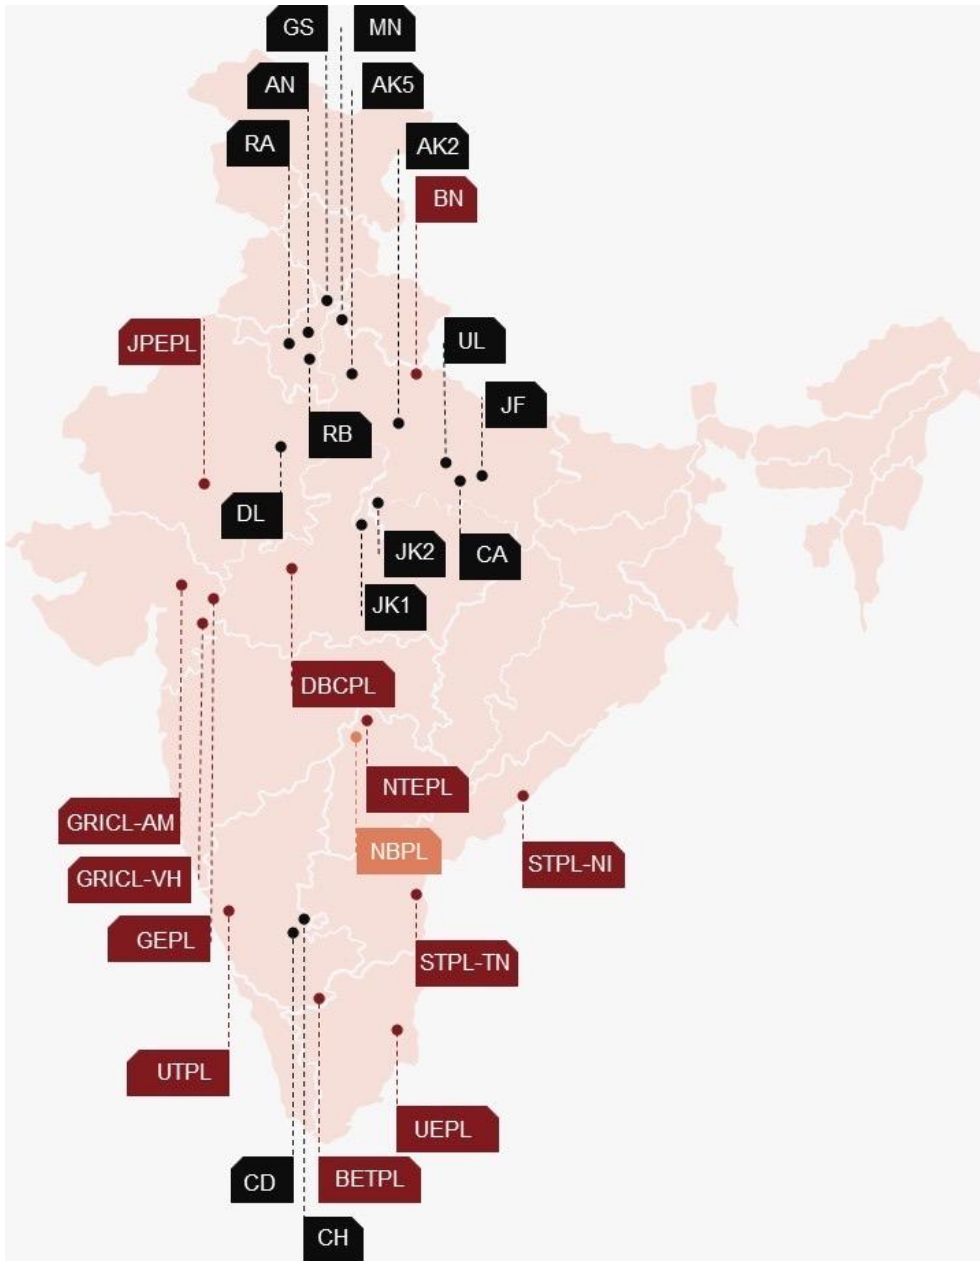 GS
MN
AN
AK5
RA
AK2
BN
JPEPL
UL
JF
RB
DL
JK2
CA
JK1
DBCPL
NTEPL
GRICL-AM
NBPL
STPL-NI
GRICL-VH
GEPL
STPL-TN
UTPL
UEPL
CD
BETPL
CH